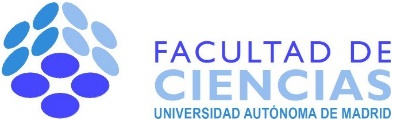 FACULTAD DE
CIENCIAS
UNIVERSIDAD AUTÓNOMA DE MADRID